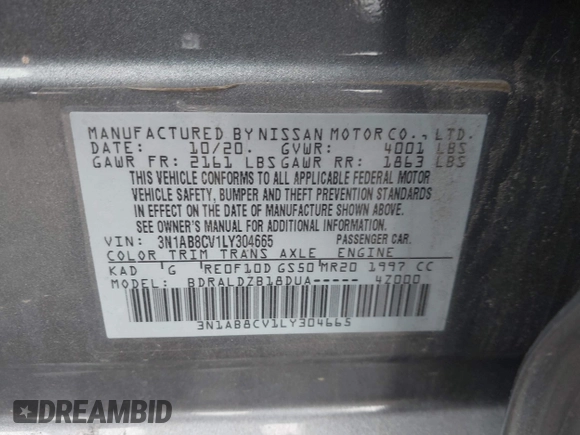 MANUFACTURED BY NISSAN MOTOR CO., LTD.
DATE: 10/20. GVWR: 4001 LBS
GAWR FR: 2161 LBS GAWR RR: 1863 LBS
THIS VEHICLE CONFORMS TO ALL APPLICABLE FEDERAL MOTOR
VEHICLE SAFETY, BUMPER AND THEFT PREVENTION STANDARDS
IN EFFECT ON THE DATE OF MANUFACTURE SHOWN ABOVE.
SEE OWNER'S MANUAL FOR ADDITIONAL INFORMATION.
VIN: 3N1AB8CV1LY304665 PASSENGER CAR.
COLOR TRIM TRANS AXLE ENGINE
KAD G RE0F10D GS50 MR20 1997 CC
MODEL: BDRALDZB18DUA----- 4Z000
3N1AB8CV1LY304665
DREAMBID